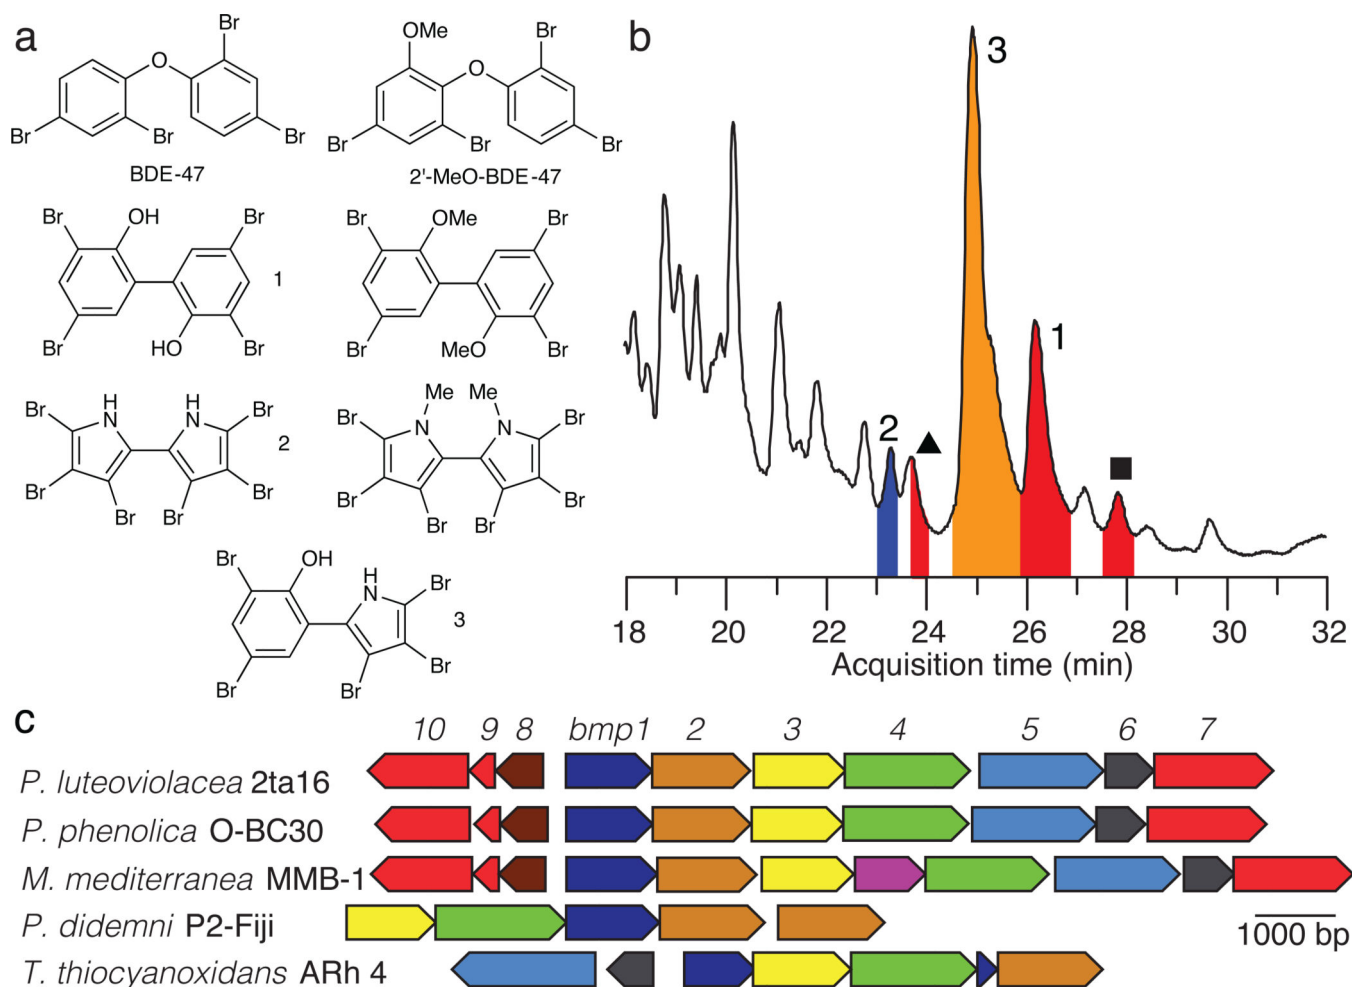 a
Br
Br
O
Br
Br
BDE-47
OMe
Br
O
Br
Br
Br
2'-MeO-BDE-47
Br
OH
Br
Br
HO
Br
1
Br
OMe
Br
Br
MeO
Br
H
N
H
N
Br
Br
Br
Br
Br
Br
2
Me
N
Me
N
Br
Br
Br
Br
Br
Br
Br
OH
H
N
Br
Br
Br
Br
3
b
3
1
2
18 20 22 24 26 28 30 32
Acquisition time (min)
c
10 9 8 bmp1 2 3 4 5 6 7
P. luteoviolacea 2ta16
P. phenolica O-BC30
M. mediterranea MMB-1
P. didemni P2-Fiji
T. thiocyanoxidans ARh 4
1000 bp